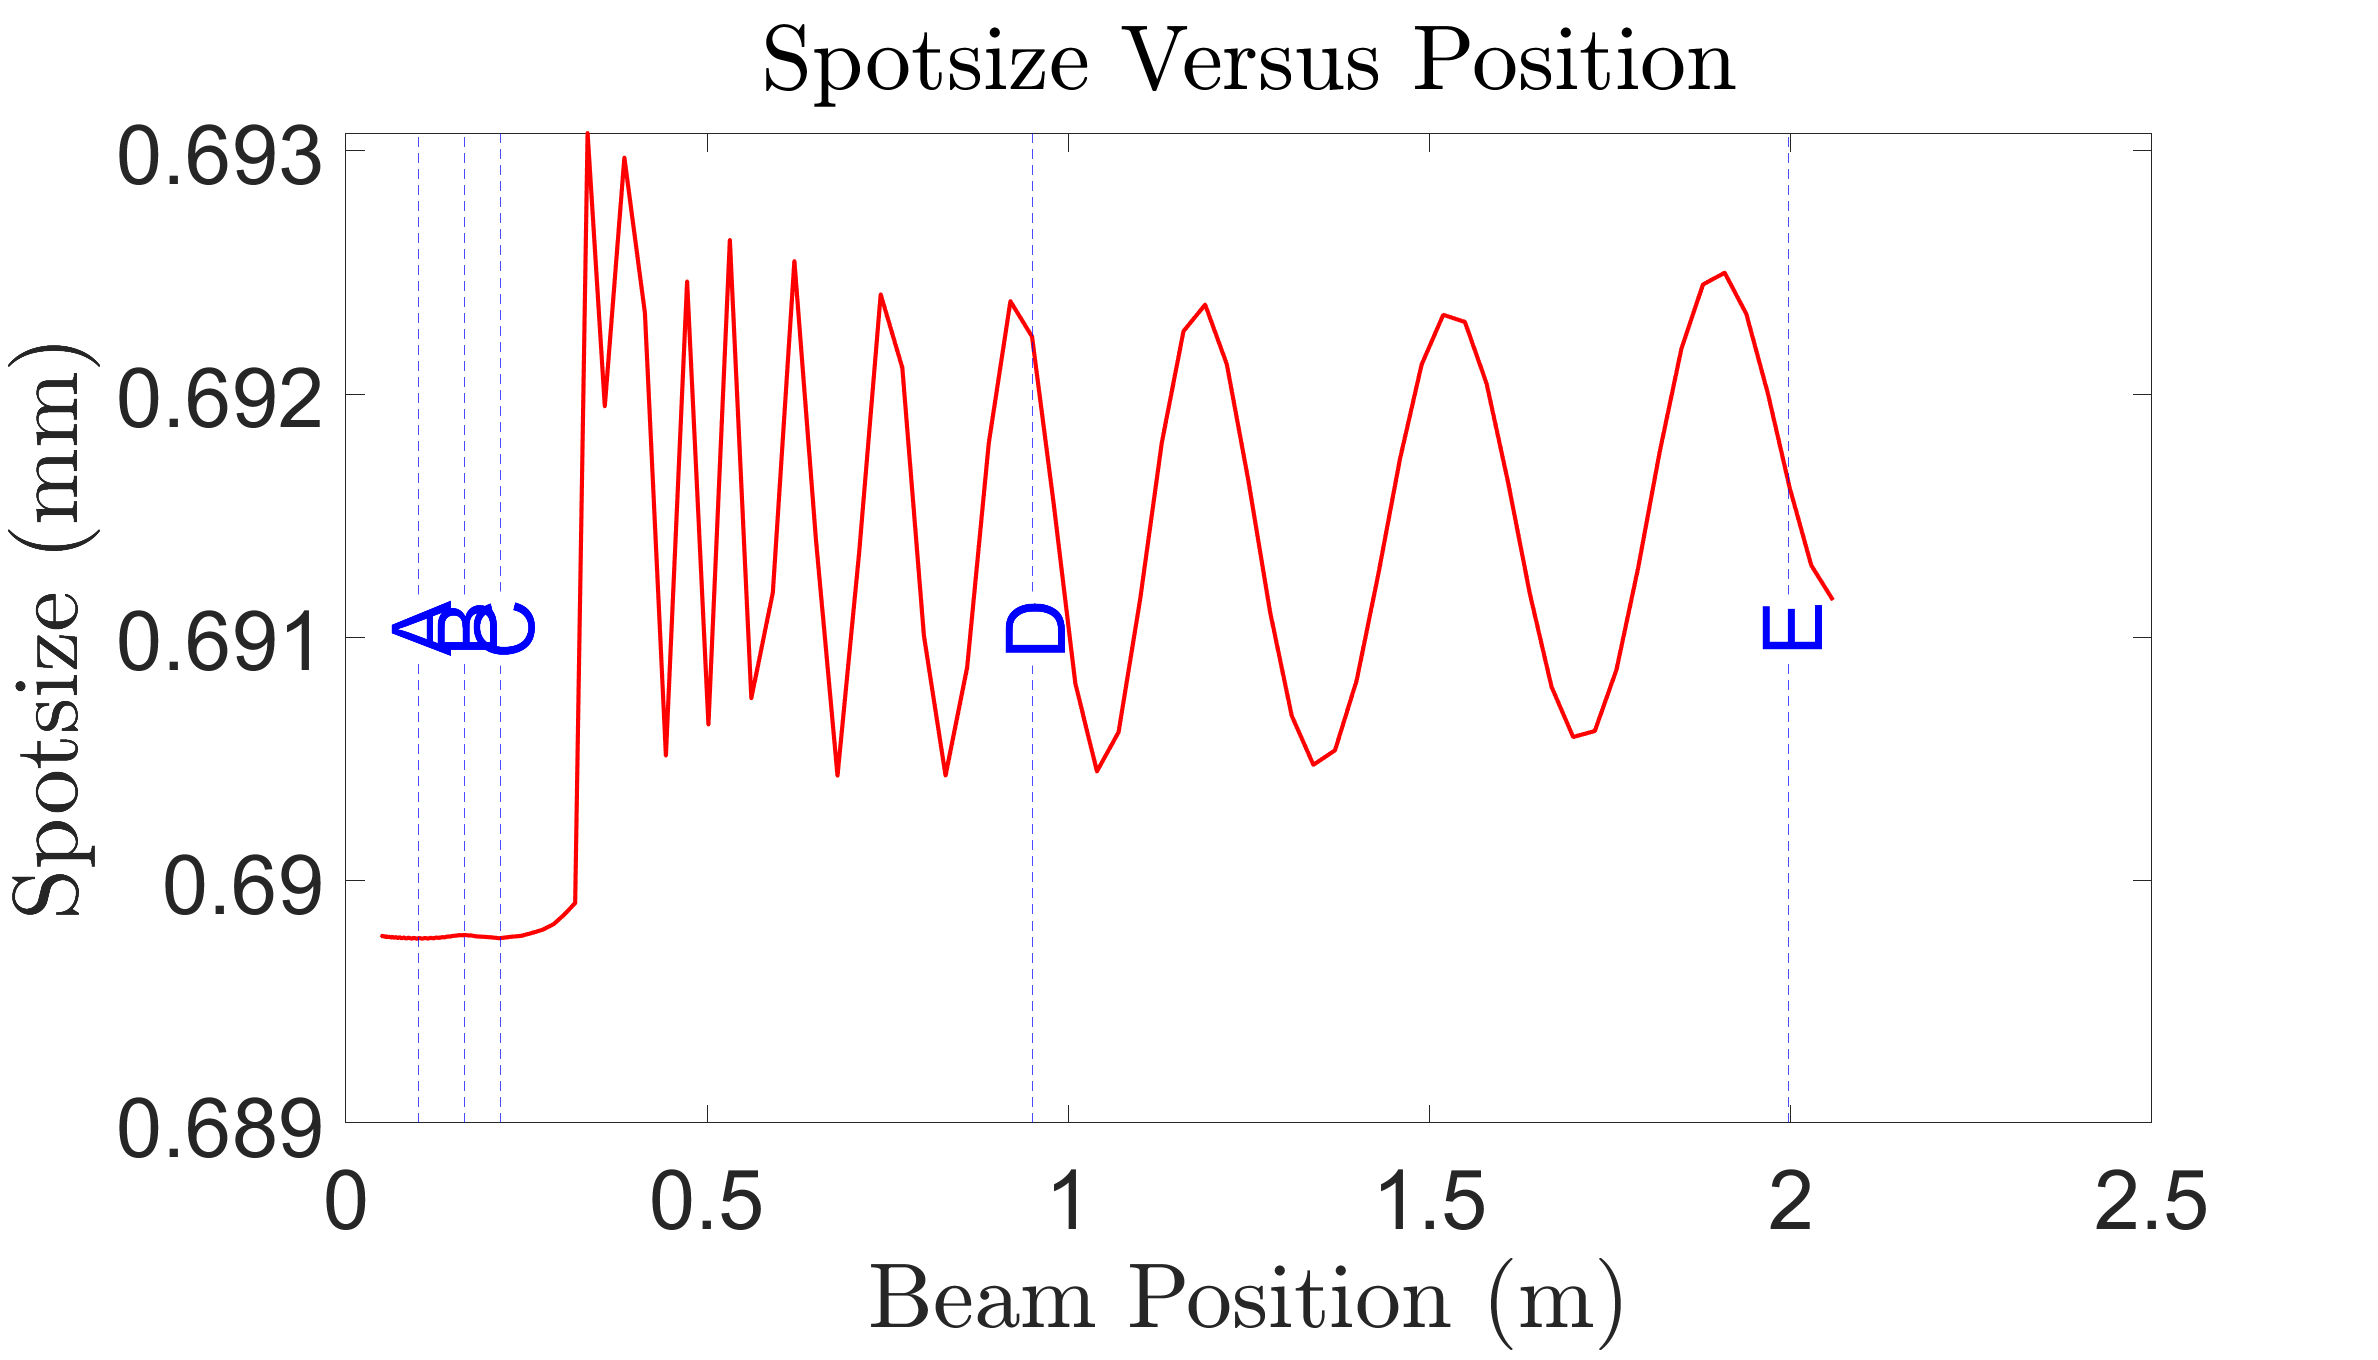 Spotsize Versus Position
Spotsize (mm)
0.693
0.692
0.691
0.69
0.689
A
B
C
D
E
0
0.5
1
1.5
2
2.5
Beam Position (m)